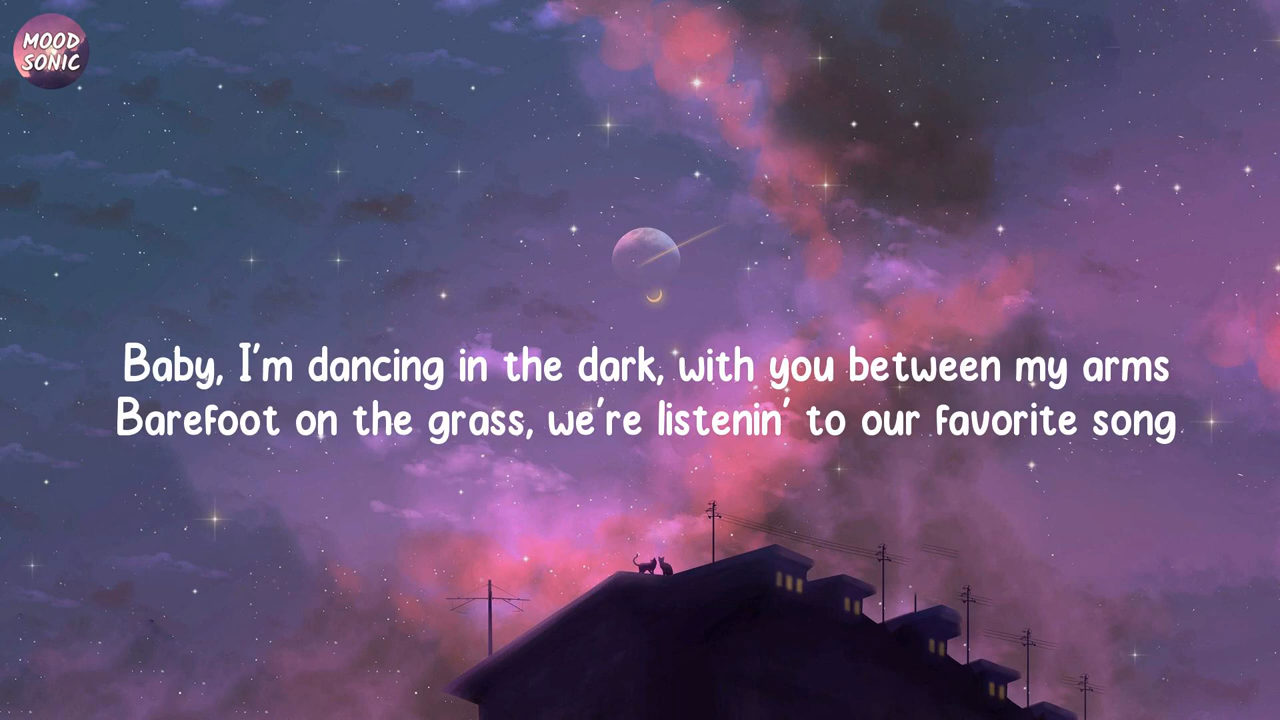 MOOD
SONIC
Baby, I'm dancing in the dark, with you between my arms
Barefoot on the grass, we're listenin' to our favorite song